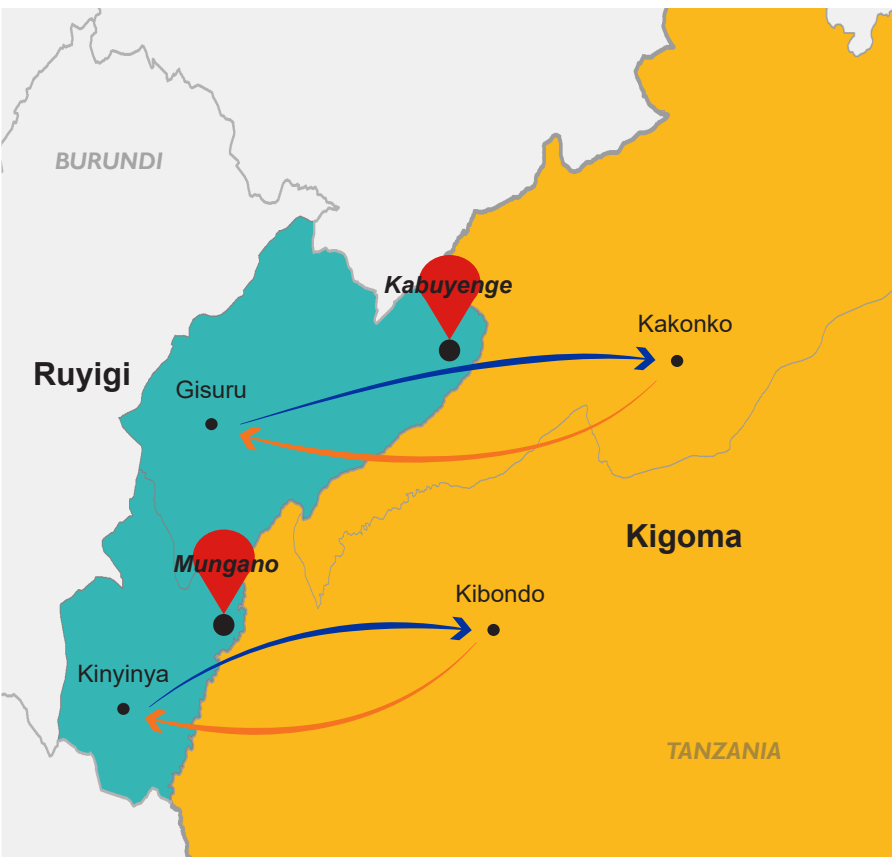 BURUNDI
Kabuyenge
Kakonko
Ruyigi
Gisuru
Kigoma
Mungano
Kibondo
Kinyinya
TANZANIA